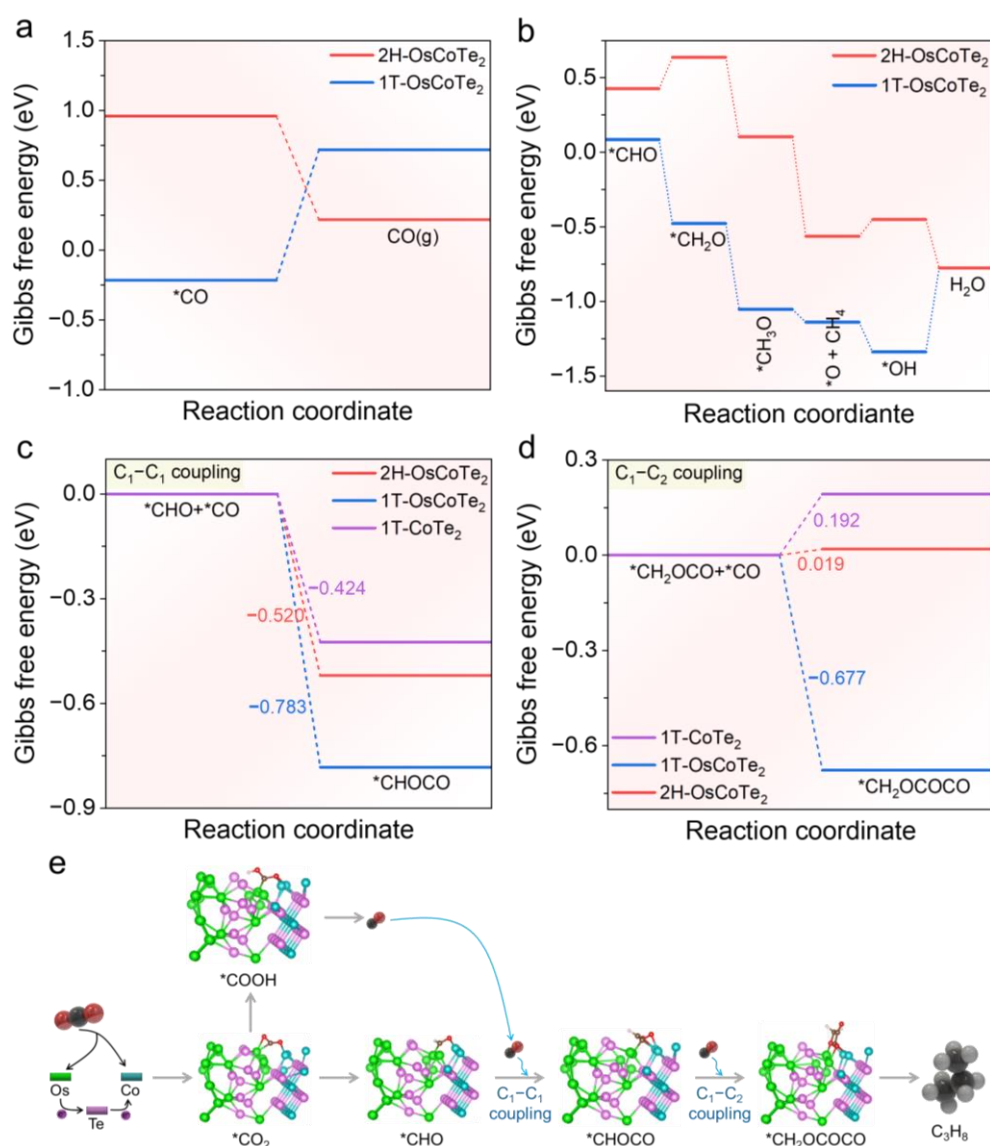 a
1.5
1.0
0.5
0.0
−0.5
−1.0
Gibbs free energy (eV)
2H-OsCoTe₂
1T-OsCoTe₂
*CO
CO(g)
Reaction coordinate
b
0.5
0.0
−0.5
−1.0
−1.5
Gibbs free energy (eV)
2H-OsCoTe₂
1T-OsCoTe₂
*CHO
*CH₂O
*CH₃O
*O + CH₄
*OH
H₂O
Reaction coordiante
c
0.0
−0.3
−0.6
−0.9
Gibbs free energy (eV)
C₁−C₁ coupling
2H-OsCoTe₂
1T-OsCoTe₂
1T-CoTe₂
*CHO+*CO
−0.424
−0.520
−0.783
*CHOCO
Reaction coordinate
d
0.3
0.0
−0.3
−0.6
Gibbs free energy (eV)
C₁−C₂ coupling
0.192
*CH₂OCO+*CO
0.019
−0.677
1T-CoTe₂
1T-OsCoTe₂
2H-OsCoTe₂
*CH₂OCOCO
Reaction coordinate
e
*COOH
Os
Co
Te
*CO₂
*CHO
C₁−C₁
coupling
*CHOCO
C₁−C₂
coupling
*CH₂OCOCO
C₃H₈